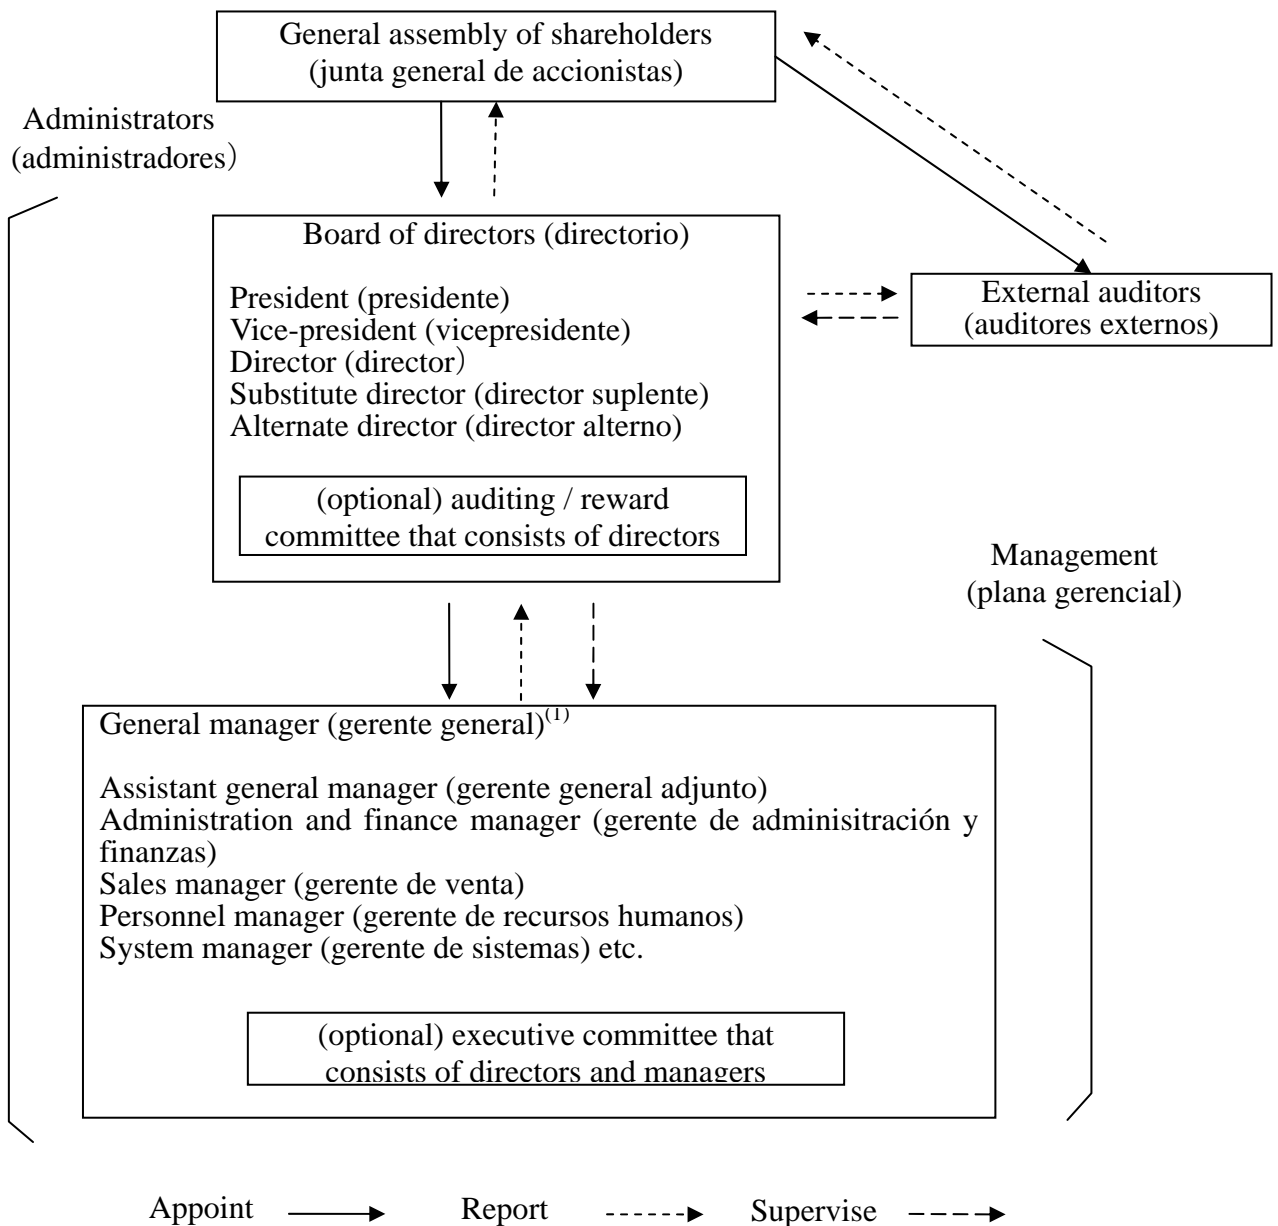 General assembly of shareholders
(junta general de accionistas)
Administrators
(administradores)
Board of directors (directorio)
President (presidente)
Vice-president (vicepresidente)
Director (director)
Substitute director (director suplente)
Alternate director (director alterno)
(optional) auditing / reward
committee that consists of directors
External auditors
(auditores externos)
Management
(plana gerencial)
General manager (gerente general)(1)
Assistant general manager (gerente general adjunto)
Administration and finance manager (gerente de adminisitración y
finanzas)
Sales manager (gerente de venta)
Personnel manager (gerente de recursos humanos)
System manager (gerente de sistemas) etc.
(optional) executive committee that
consists of directors and managers
Appoint Report Supervise